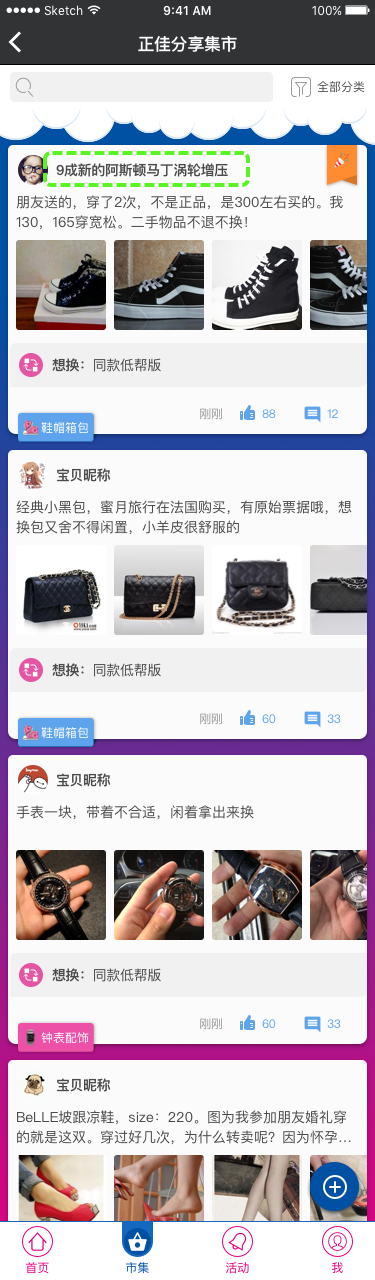 Sketch
9:41 AM
100%
正佳分享集市
全部分类
9成新的阿斯顿马丁涡轮增压
朋友送的，穿了2次，不是正品，是300左右买的。我
130，165穿宽松。二手物品不退不换！
想换：同款低帮版
刚刚 88 12
鞋帽箱包
宝贝昵称
经典小黑包，蜜月旅行在法国购买，有原始票据哦，想
换包又舍不得闲置，小羊皮很舒服的
想换：同款低帮版
刚刚 60 33
鞋帽箱包
宝贝昵称
手表一块，带着不合适，闲着拿出来换
想换：同款低帮版
刚刚 60 33
钟表配饰
宝贝昵称
BeLLE坡跟凉鞋，size：220。图为我参加朋友婚礼穿
的就是这双。穿过好几次，为什么转卖呢？因为怀孕...
首页
市集
活动
我